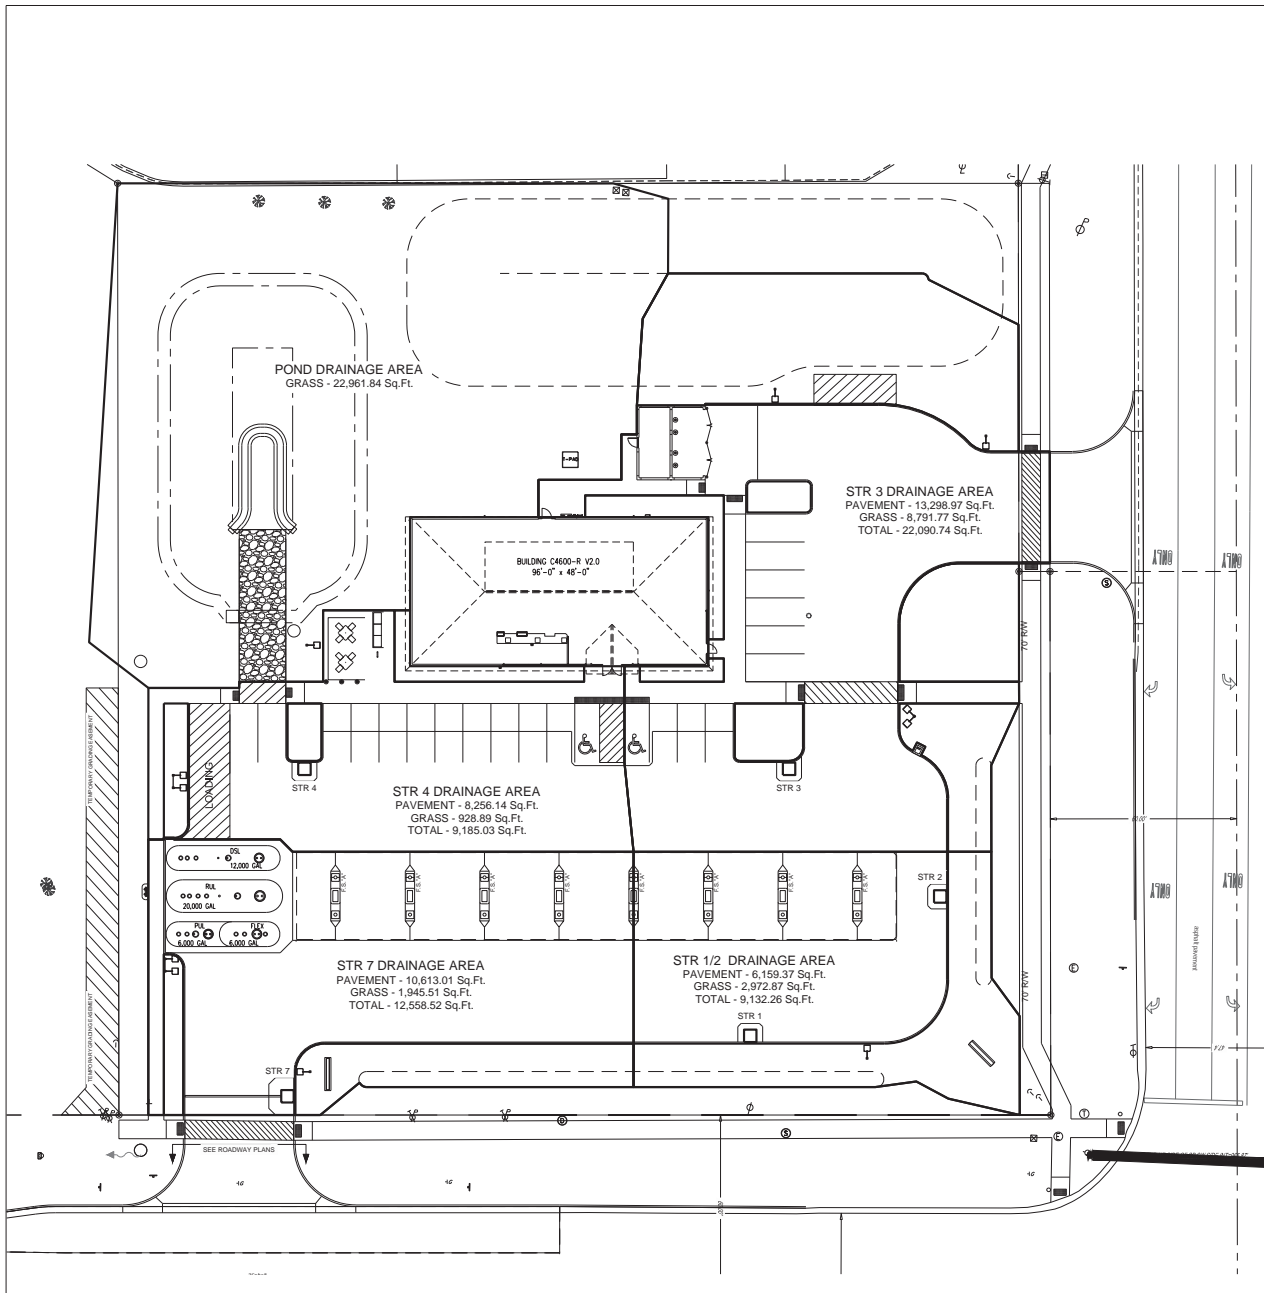 POND DRAINAGE AREA
GRASS - 22,961.84 Sq.Ft.
T-PAD
STR 3 DRAINAGE AREA
PAVEMENT - 13,298.97 Sq.Ft.
GRASS - 8,791.77 Sq.Ft.
TOTAL - 22,090.74 Sq.Ft.
BUILDING C4600-R V2.0
96'-0" x 48'-0"
ONLY
ONLY
S
70' R/W
TEMPORARY GRADING EASEMENT
LOADING
STR 4
STR 3
STR 4 DRAINAGE AREA
PAVEMENT - 8,256.14 Sq.Ft.
GRASS - 928.89 Sq.Ft.
TOTAL - 9,185.03 Sq.Ft.
60.00'
DSL
12,000 GAL
RUL
20,000 GAL
PUL
6,000 GAL
FLEX
6,000 GAL
F.S. "A"
F.S. "A"
F.S. "A"
F.S. "A"
F.S. "A"
F.S. "A"
F.S. "A"
F.S. "A"
STR 2
ONLY
ONLY
asphalt pavement
STR 7 DRAINAGE AREA
PAVEMENT - 10,613.01 Sq.Ft.
GRASS - 1,945.51 Sq.Ft.
TOTAL - 12,558.52 Sq.Ft.
STR 1/2 DRAINAGE AREA
PAVEMENT - 6,159.37 Sq.Ft.
GRASS - 2,972.87 Sq.Ft.
TOTAL - 9,132.26 Sq.Ft.
E
70' R/W
TEMPORARY GRADING EASEMENT
STR 1
STR 7
T
D
S
E
SEE ROADWAY PLANS